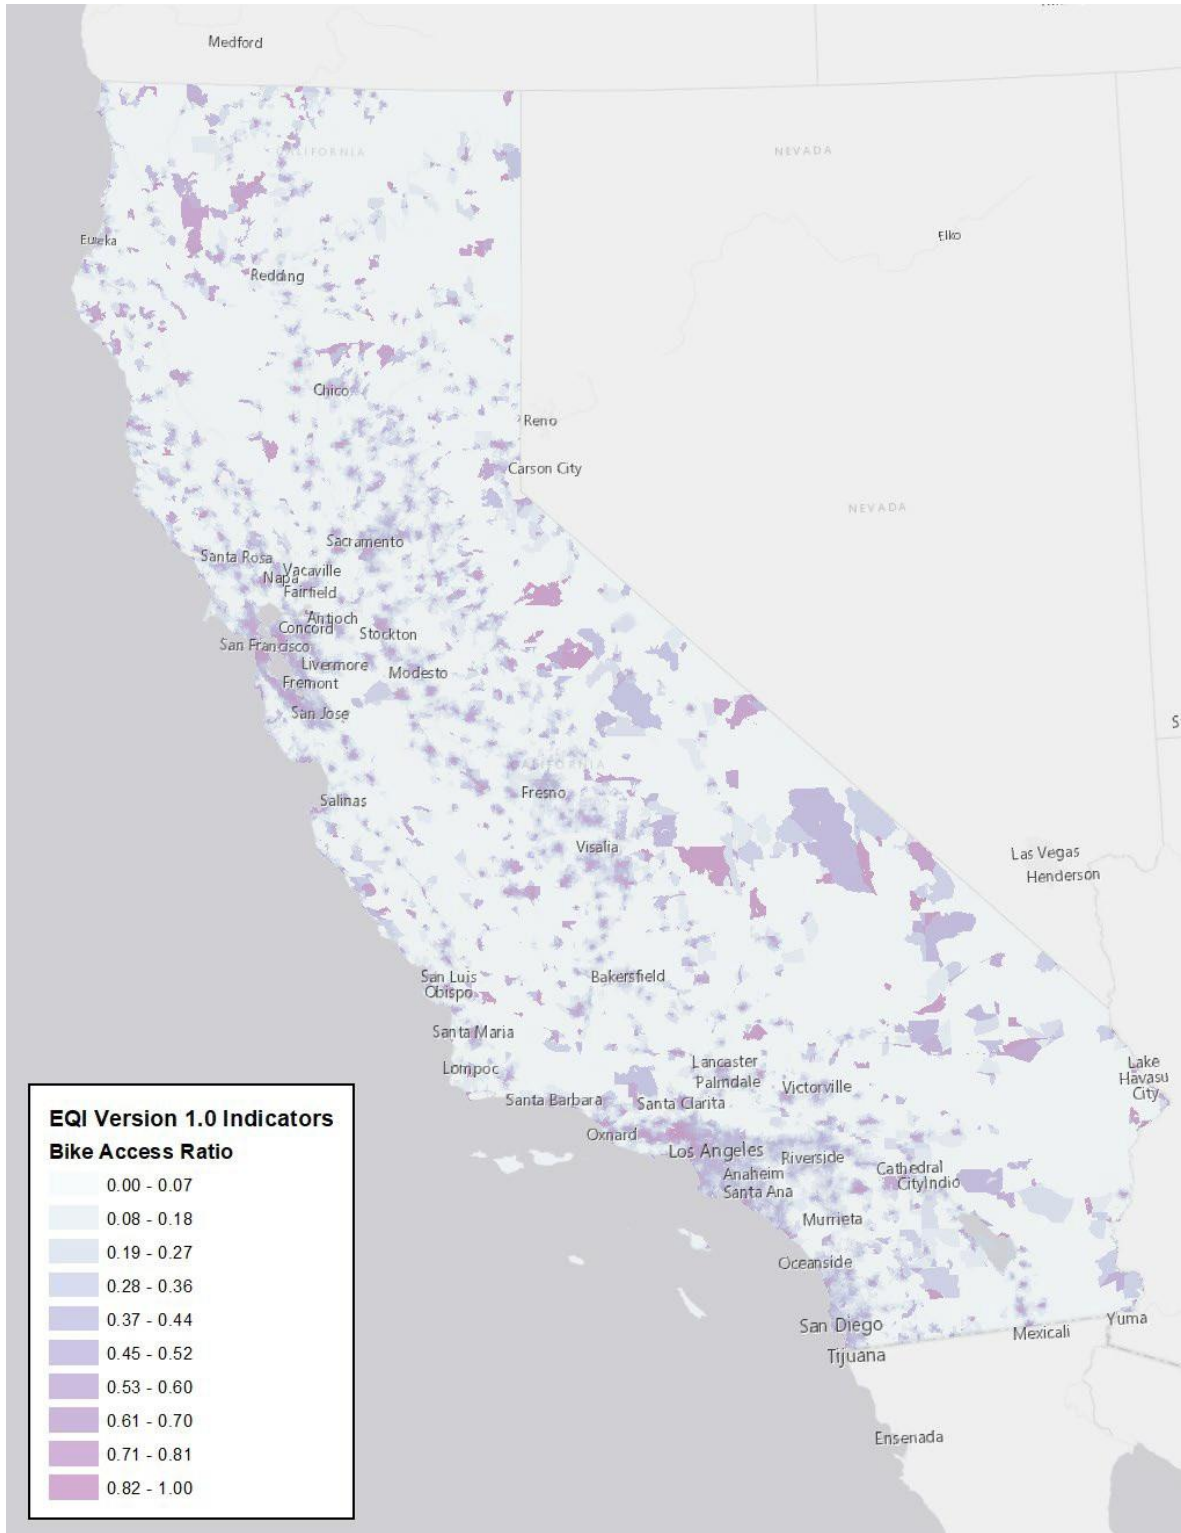 Medford
CALIFORNIA
NEVADA
Eureka
Elko
Redding
Chico
Reno
Carson City
NEVADA
Sacramento
Santa Rosa
Vacaville
Napa
Fairfield
Antioch
Concord
Stockton
San Francisco
Livermore
Modesto
Fremont
San Jose
S
CALIFORNIA
Fresno
Salinas
Visalia
Las Vegas
Henderson
San Luis
Obispo
Bakersfield
Santa Maria
Lompoc
Lancaster
Palmdale
Victorville
Lake
Havasu
City
Santa Barbara
Santa Clarita
Oxnard
Los Angeles
Riverside
Anaheim
Santa Ana
Cathedral
City
Indio
Murrieta
Oceanside
San Diego
Tijuana
Mexicali
Yuma
Ensenada
EQI Version 1.0 Indicators
Bike Access Ratio
0.00 - 0.07
0.08 - 0.18
0.19 - 0.27
0.28 - 0.36
0.37 - 0.44
0.45 - 0.52
0.53 - 0.60
0.61 - 0.70
0.71 - 0.81
0.82 - 1.00